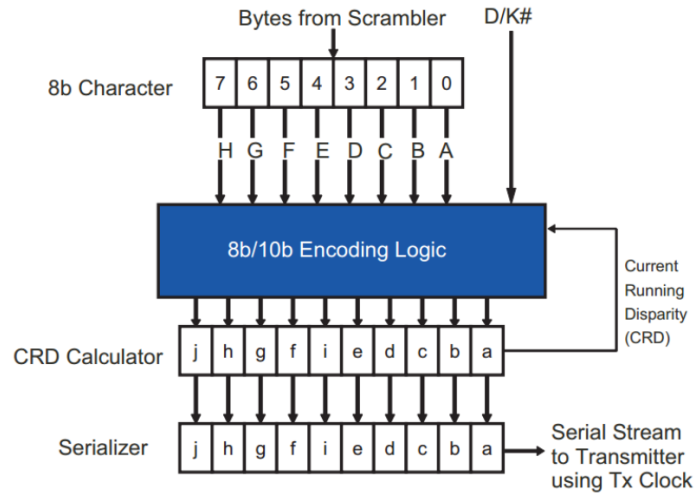 Bytes from Scrambler
D/K#
8b Character
7 6 5 4 3 2 1 0
H G F E D C B A
8b/10b Encoding Logic
Current
Running
Disparity
(CRD)
CRD Calculator
j h g f i e d c b a
Serializer
j h g f i e d c b a
Serial Stream
to Transmitter
using Tx Clock